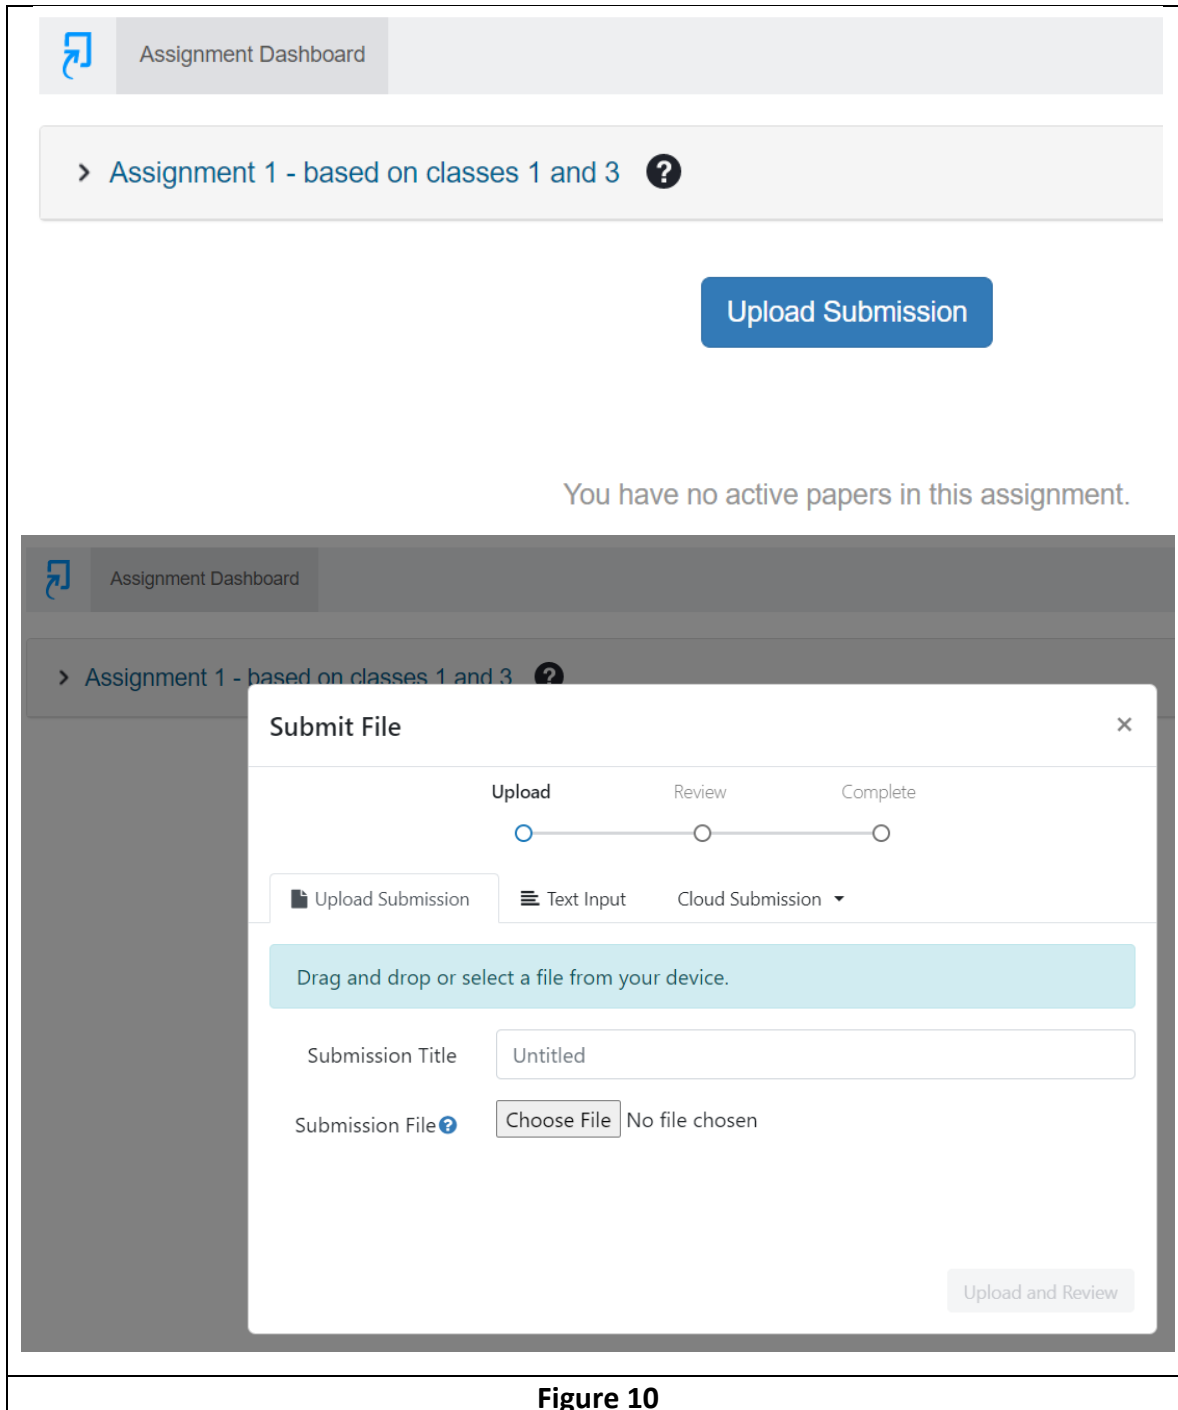 Assignment Dashboard
Assignment 1 - based on classes 1 and 3 ?
Upload Submission
You have no active papers in this assignment.
Assignment Dashboard
Assignment 1 - based on classes 1 and 3 ?
Submit File ×
Upload Review Complete
Upload Submission Text Input Cloud Submission
Drag and drop or select a file from your device.
Submission Title Untitled
Submission File ? Choose File No file chosen
Upload and Review
Figure 10